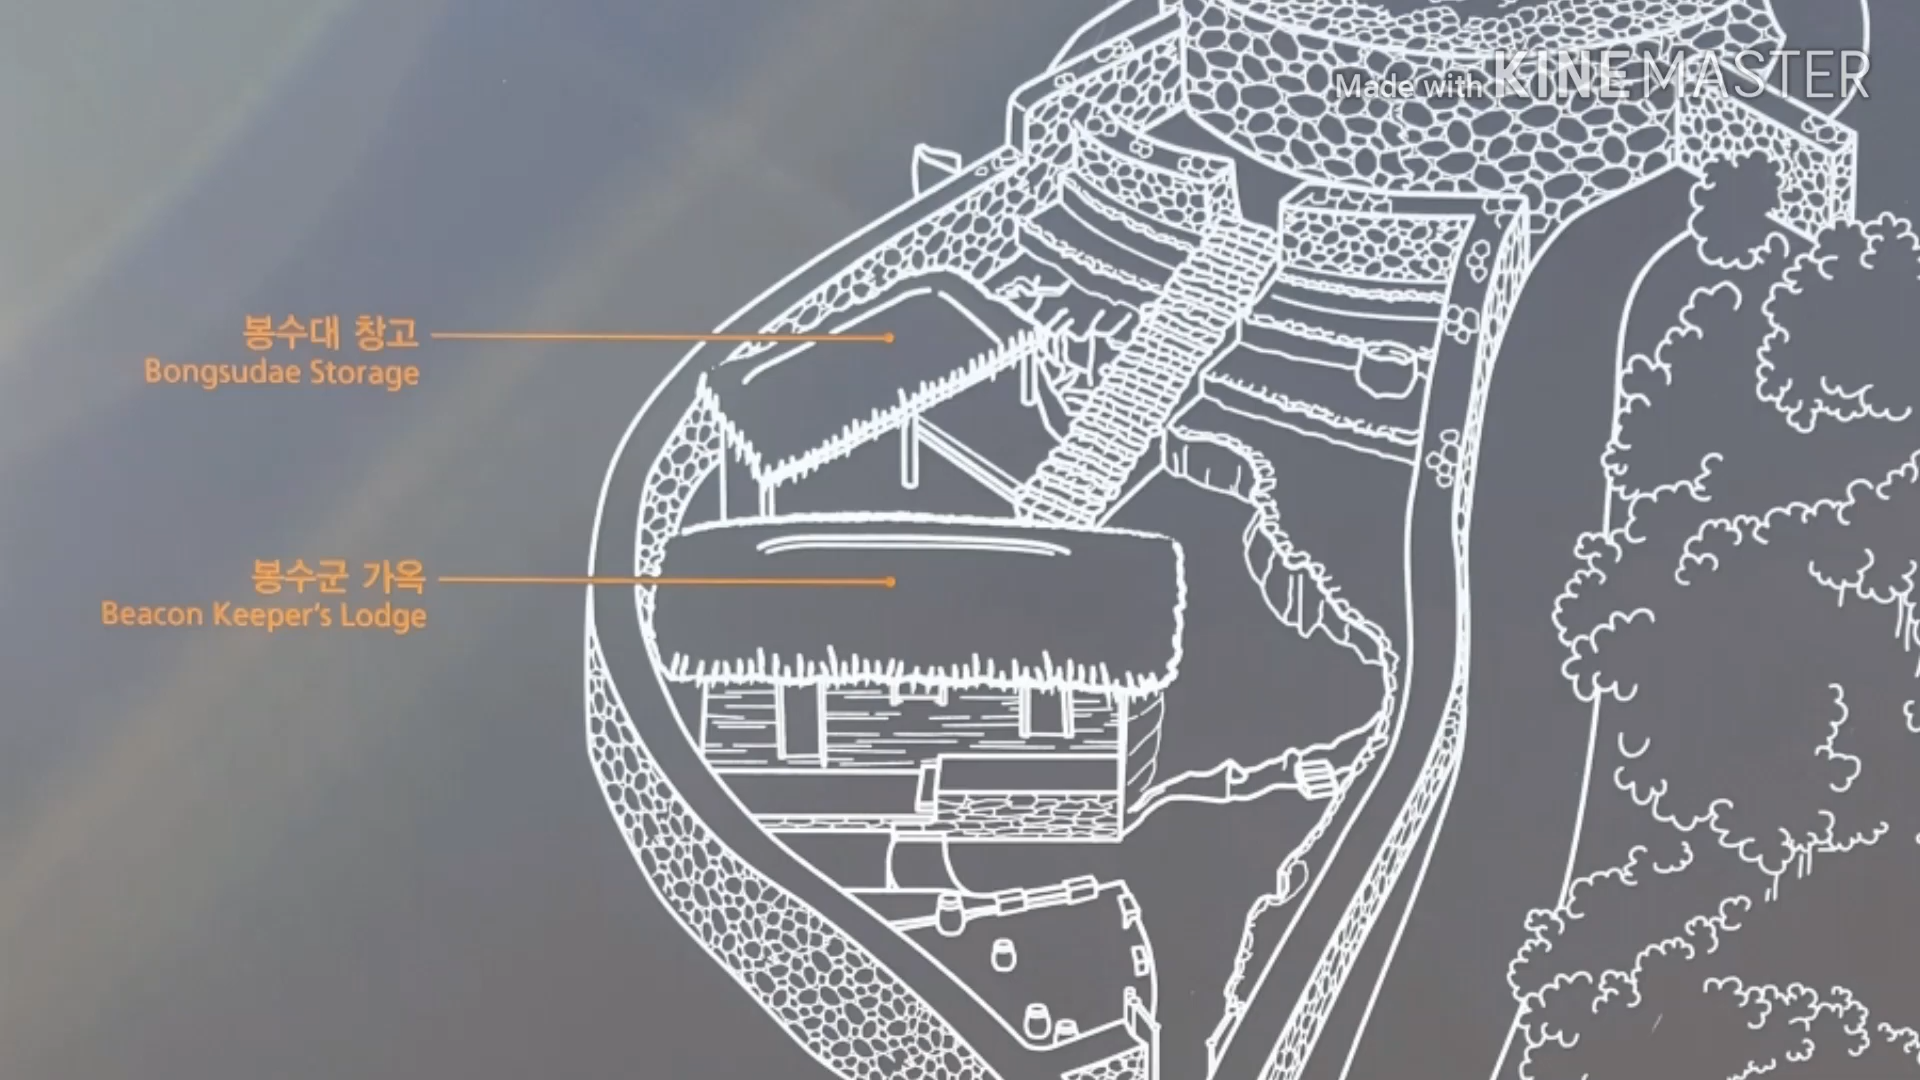 Made with KINEMASTER
봉수대 창고
Bongsudae Storage
봉수군 가옥
Beacon Keeper's Lodge